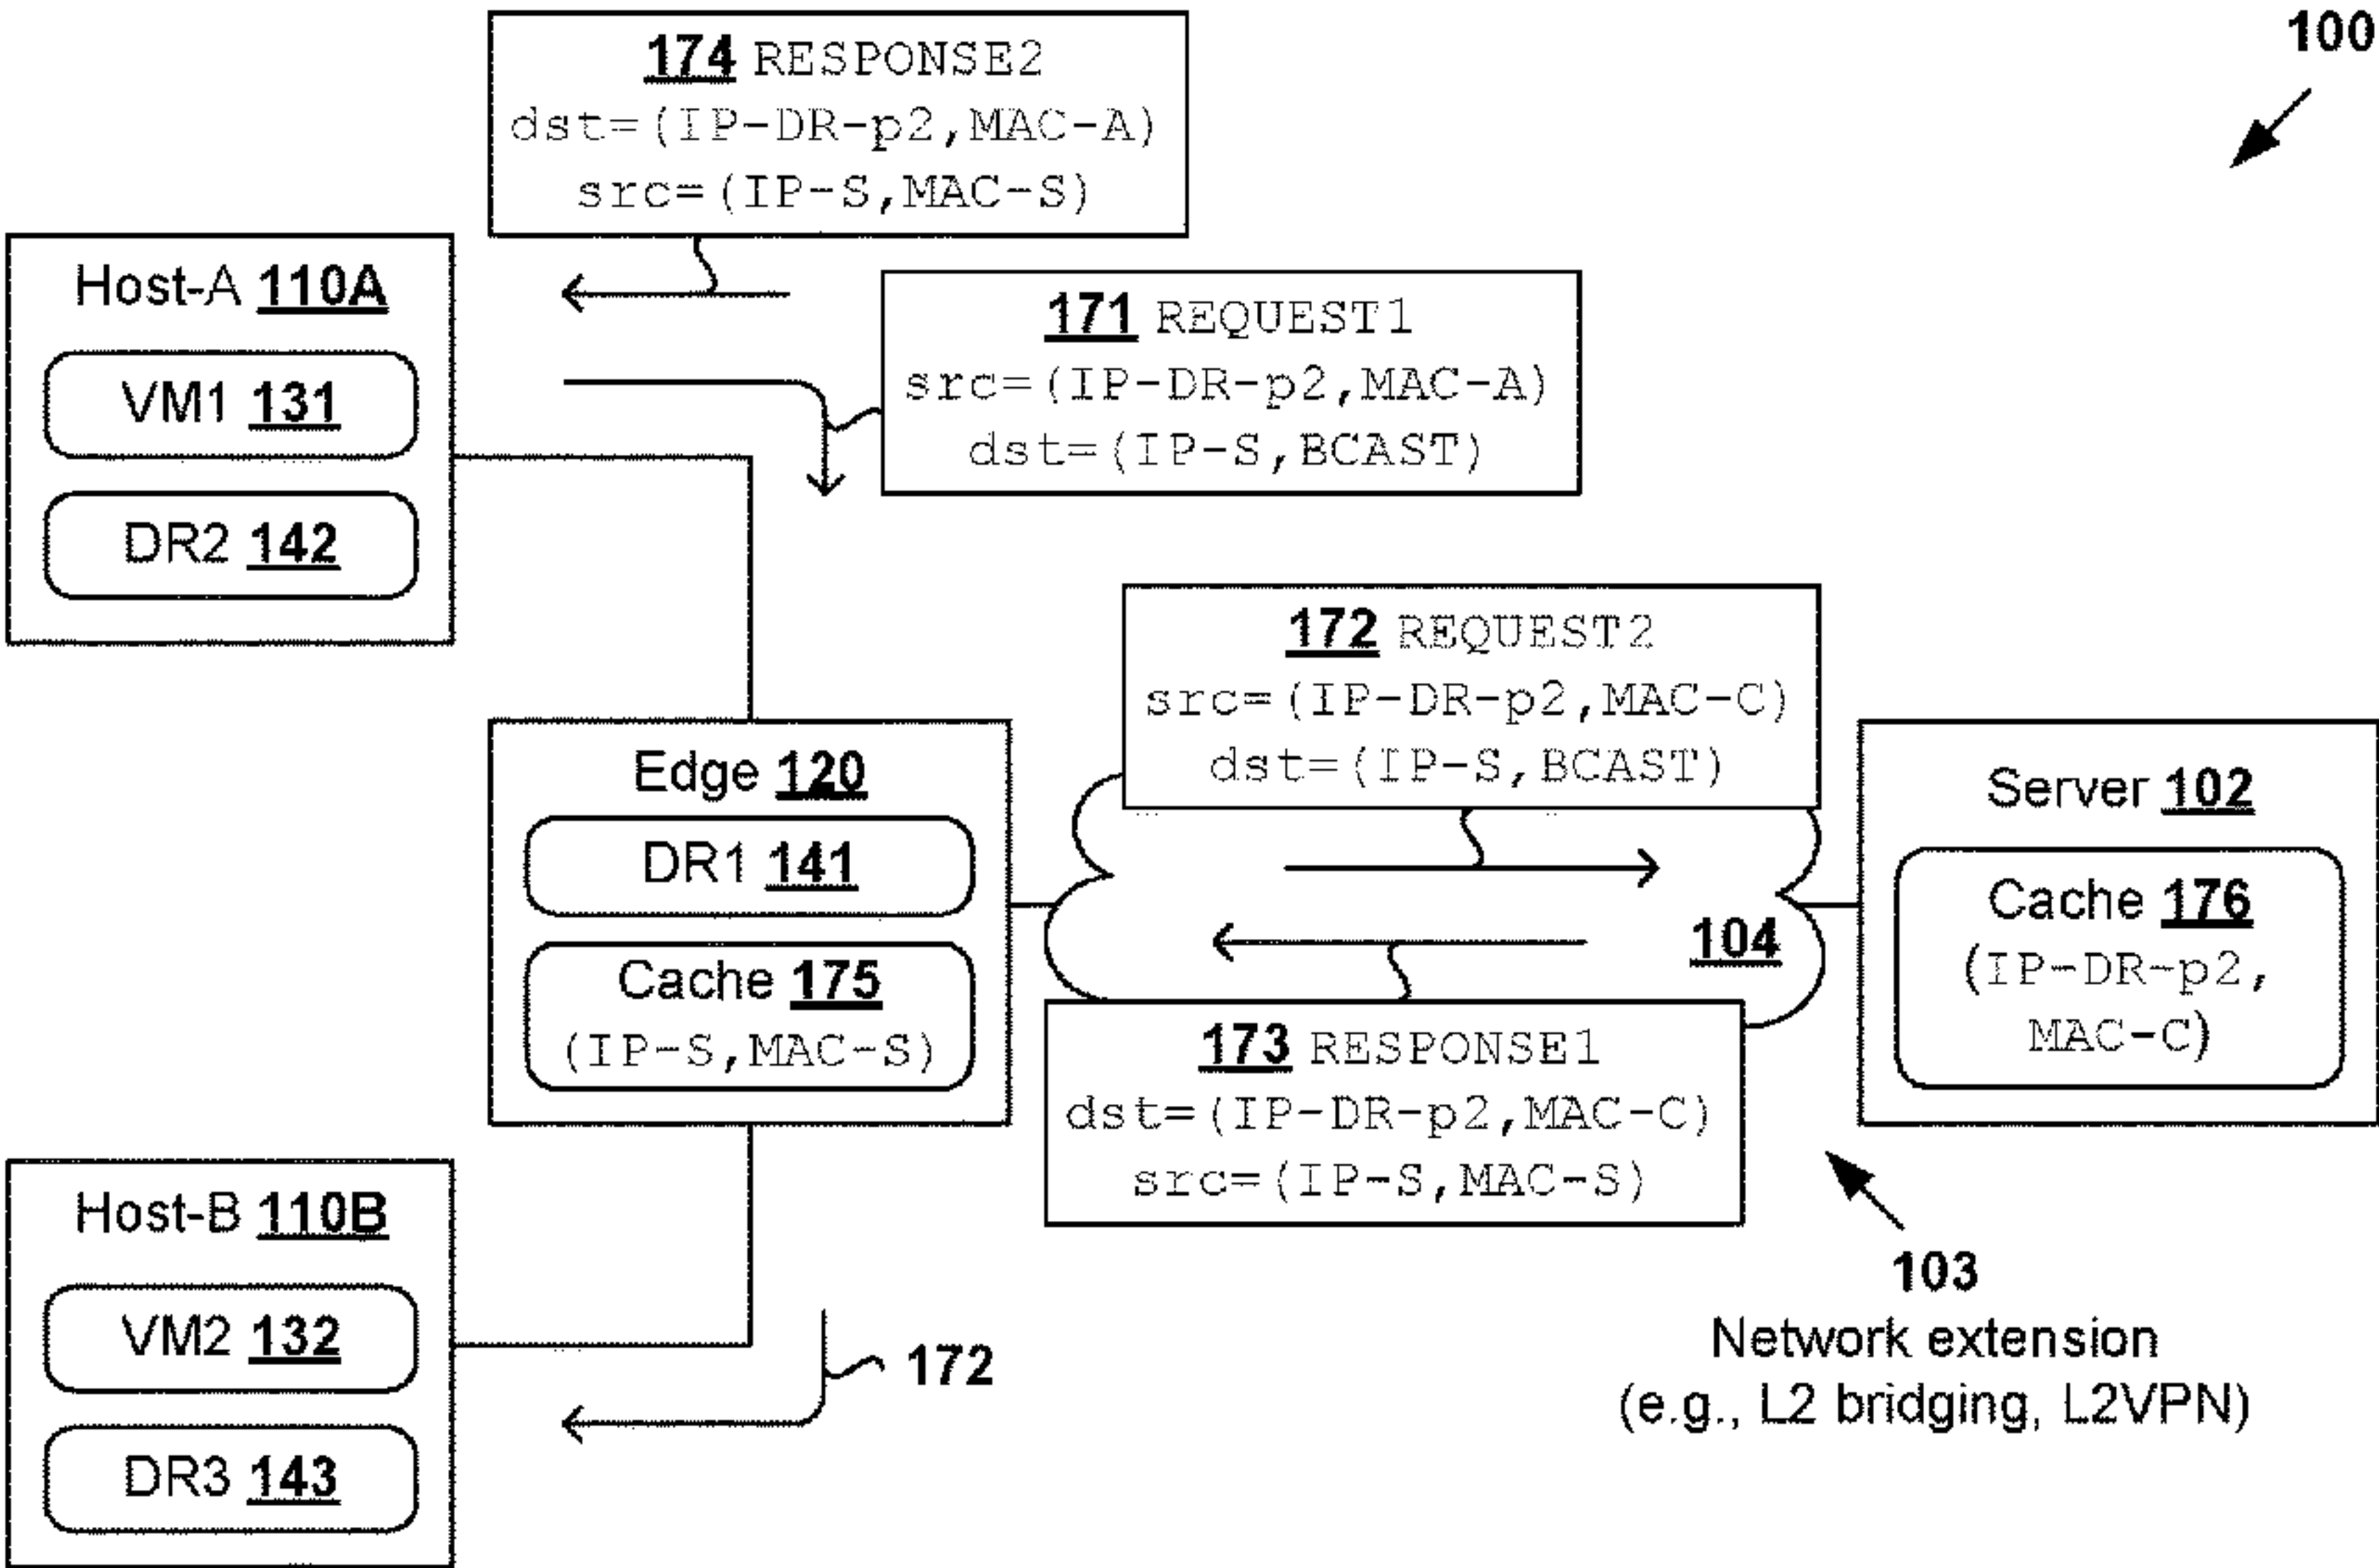 100
174 RESPONSE2
dst=(IP-DR-p2,MAC-A)
src=(IP-S,MAC-S)
Host-A 110A
VM1 131
DR2 142
171 REQUEST1
src=(IP-DR-p2,MAC-A)
dst=(IP-S,BCAST)
172 REQUEST2
src=(IP-DR-p2,MAC-C)
dst=(IP-S,BCAST)
Edge 120
DR1 141
Cache 175
(IP-S,MAC-S)
104
Server 102
Cache 176
(IP-DR-p2,
MAC-C)
173 RESPONSE1
dst=(IP-DR-p2,MAC-C)
src=(IP-S,MAC-S)
Host-B 110B
VM2 132
DR3 143
172
103
Network extension
(e.g., L2 bridging, L2VPN)